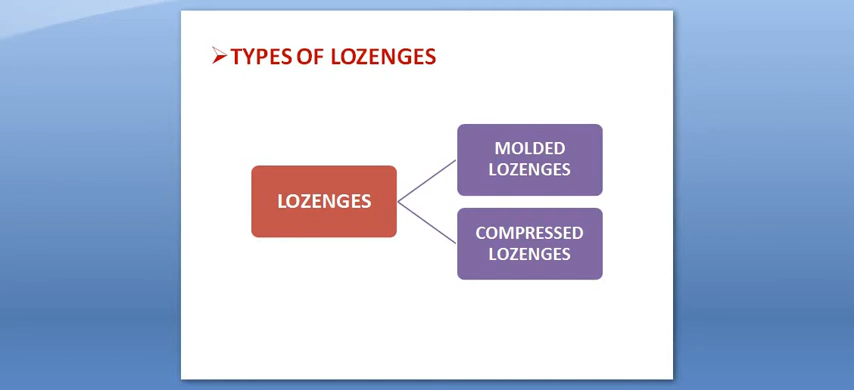 TYPES OF LOZENGES
LOZENGES
MOLDED
LOZENGES
COMPRESSED
LOZENGES